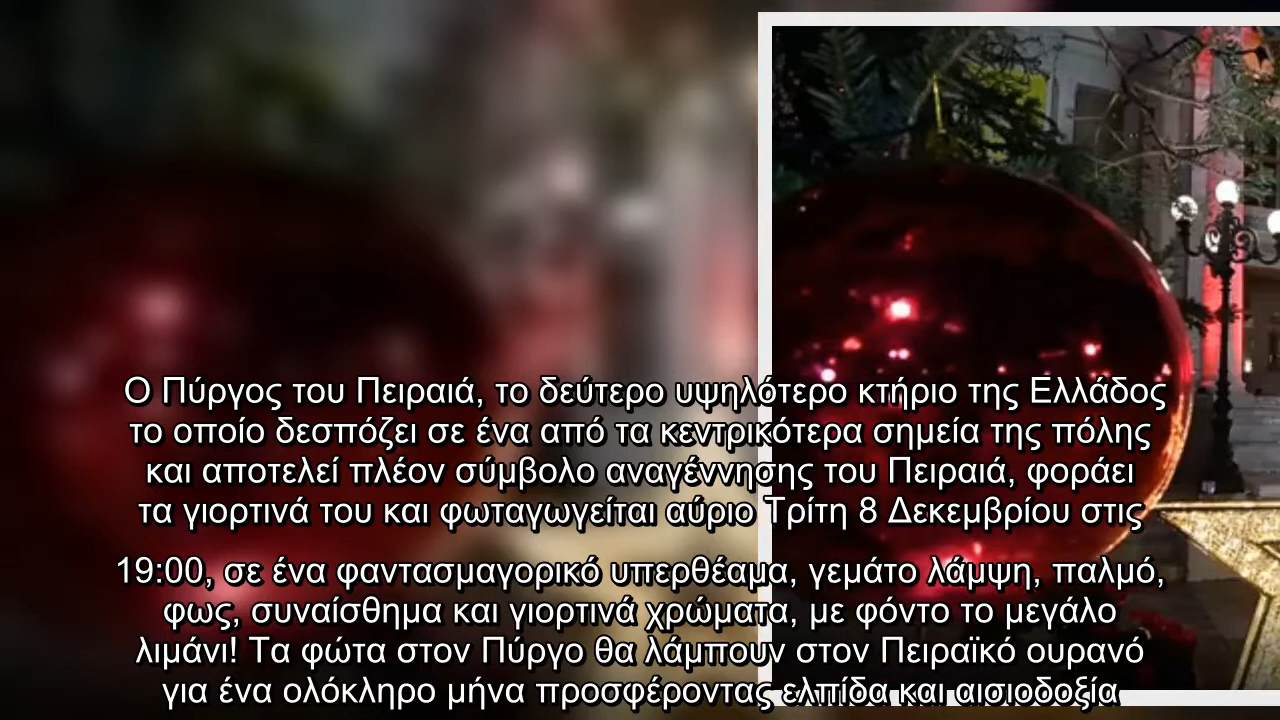 Ο Πύργος του Πειραιά, το δεύτερο υψηλότερο κτήριο της Ελλάδος
το οποίο δεσπόζει σε ένα από τα κεντρικότερα σημεία της πόλης
και αποτελεί πλέον σύμβολο αναγέννησης του Πειραιά, φοράει
τα γιορτινά του και φωταγωγείται αύριο Τρίτη 8 Δεκεμβρίου στις
19:00, σε ένα φαντασμαγορικό υπερθέαμα, γεμάτο λάμψη, παλμό,
φως, συναίσθημα και γιορτινά χρώματα, με φόντο το μεγάλο
λιμάνι! Τα φώτα στον Πύργο θα λάμπουν στον Πειραϊκό ουρανό
για ένα ολόκληρο μήνα προσφέροντας ελπίδα και αισιοδοξία